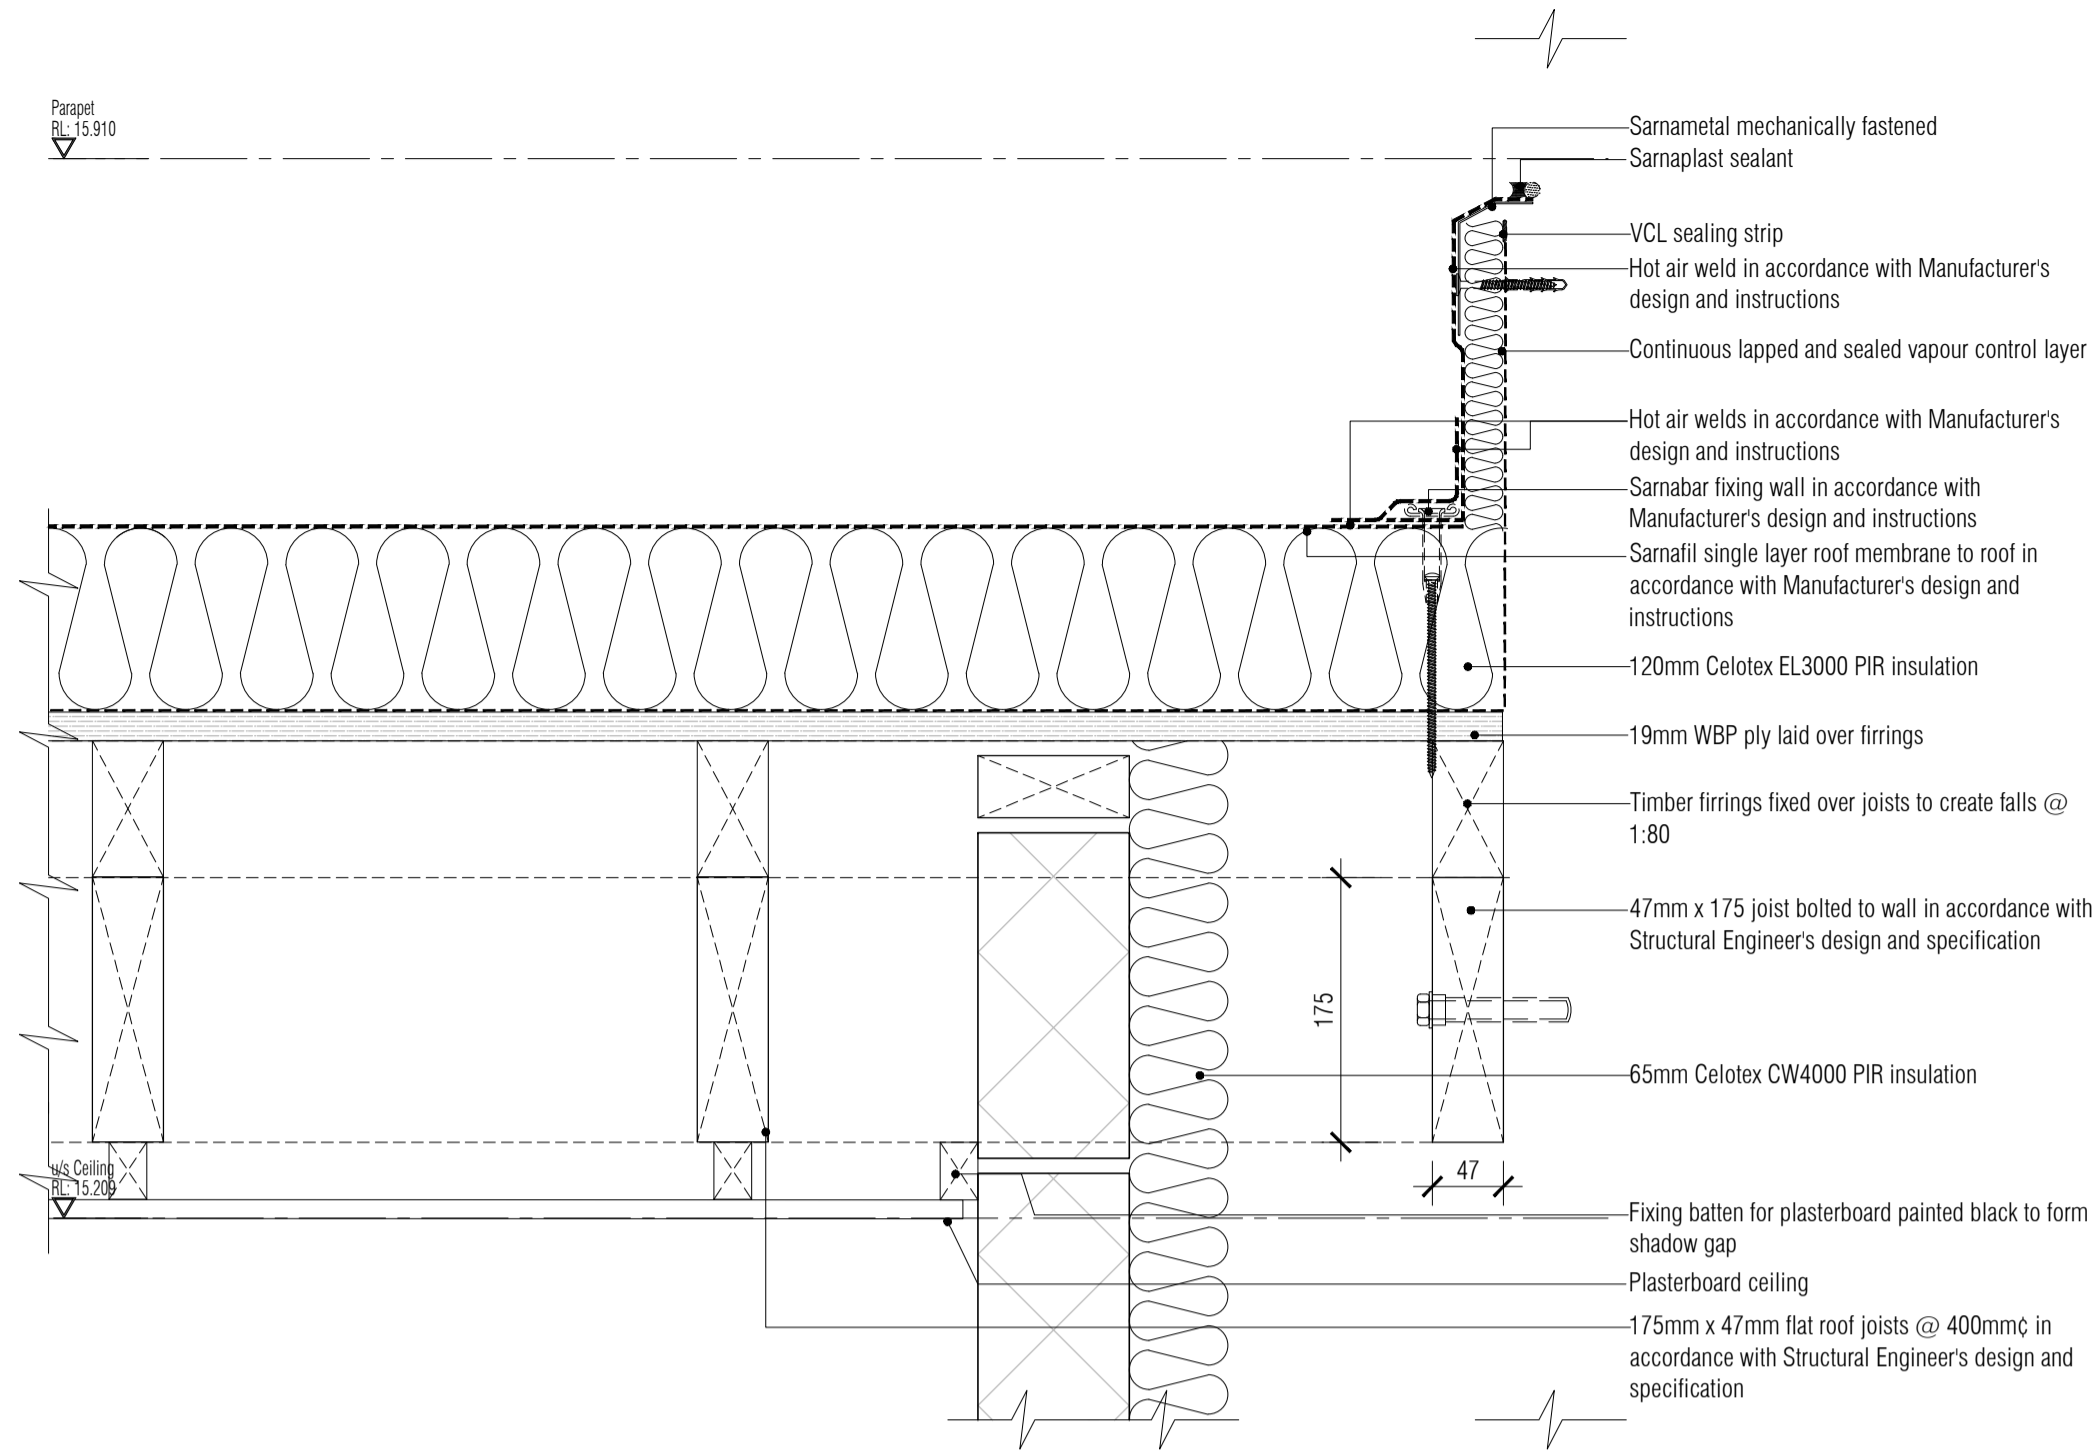 Parapet
RL: 15.910
Sarnametal mechanically fastened
Sarnaplast sealant
VCL sealing strip
Hot air weld in accordance with Manufacturer's
design and instructions
Continuous lapped and sealed vapour control layer
Hot air welds in accordance with Manufacturer's
design and instructions
Sarnabar fixing wall in accordance with
Manufacturer's design and instructions
Sarnafil single layer roof membrane to roof in
accordance with Manufacturer's design and
instructions
120mm Celotex EL3000 PIR insulation
19mm WBP ply laid over firrings
Timber firrings fixed over joists to create falls @
1:80
47mm x 175 joist bolted to wall in accordance with
Structural Engineer's design and specification
175
65mm Celotex CW4000 PIR insulation
47
u/s Ceiling
RL: 15.209
Fixing batten for plasterboard painted black to form
shadow gap
Plasterboard ceiling
175mm x 47mm flat roof joists @ 400mm¢ in
accordance with Structural Engineer's design and
specification